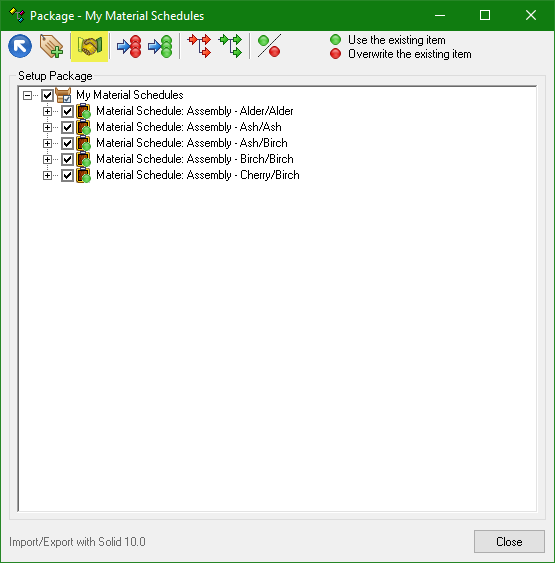 Package - My Material Schedules
Use the existing item
Overwrite the existing item
Setup Package
My Material Schedules
Material Schedule: Assembly - Alder/Alder
Material Schedule: Assembly - Ash/Ash
Material Schedule: Assembly - Ash/Birch
Material Schedule: Assembly - Birch/Birch
Material Schedule: Assembly - Cherry/Birch
Import/Export with Solid 10.0
Close